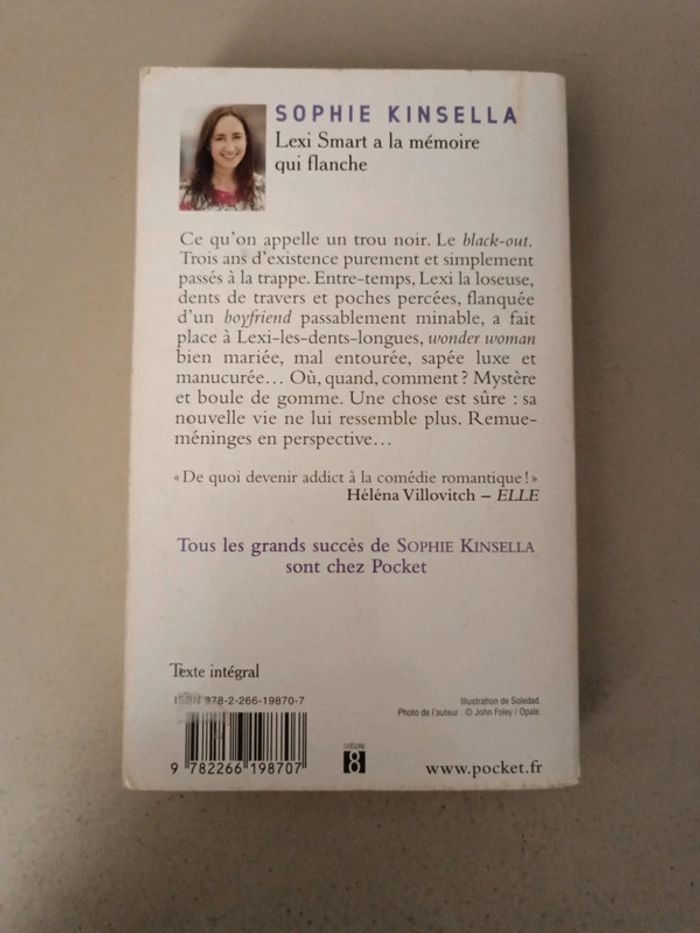 SOPHIE KINSELLA
Lexi Smart a la mémoire
qui flanche
Ce qu'on appelle un trou noir. Le black-out.
Trois ans d'existence purement et simplement
passés à la trappe. Entre-temps, Lexi la loseuse,
dents de travers et poches percées, flanquée
d'un boyfriend passablement minable, a fait
place à Lexi-les-dents-longues, wonder woman
bien mariée, mal entourée, sapée luxe et
manucurée... Où, quand, comment ? Mystère
et boule de gomme. Une chose est sûre : sa
nouvelle vie ne lui ressemble plus. Remue-
méninges en perspective...
« De quoi devenir addict à la comédie romantique ! »
Héléna Villovitch – ELLE
Tous les grands succès de SOPHIE KINSELLA
sont chez Pocket
Texte intégral
ISBN 978-2-266-19870-7
Illustration de Soledad.
Photo de l'auteur : © John Foley / Opale.
9 782266 198707
CATÉGORIE
8
www.pocket.fr